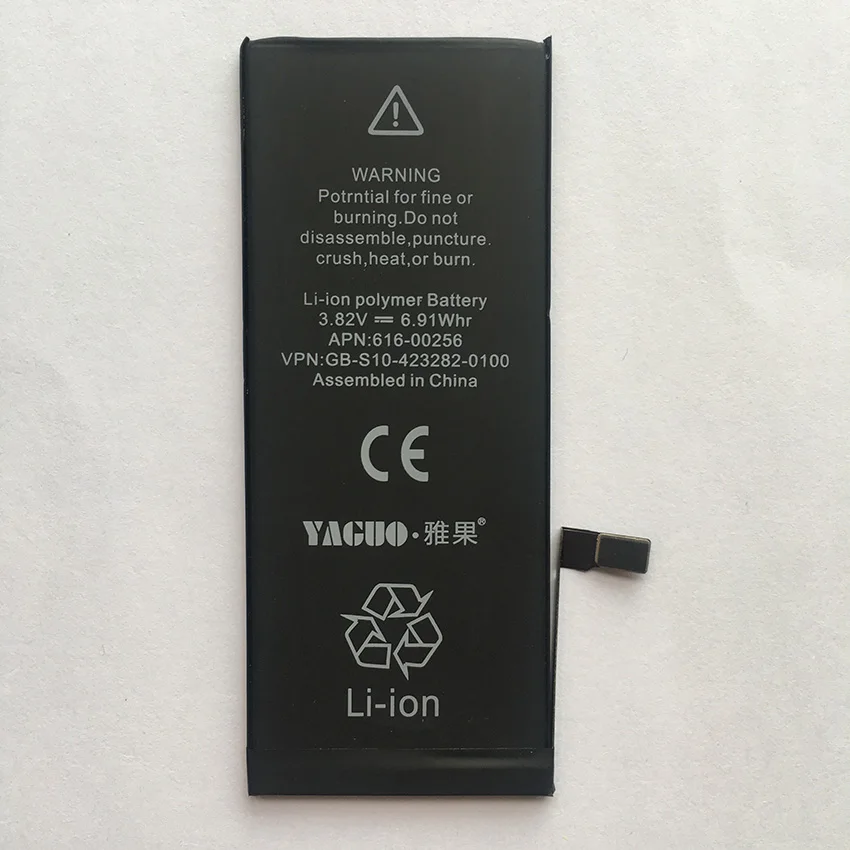 WARNING
Potrntial for fine or
burning.Do not
disassemble,puncture.
crush,heat,or burn.
Li-ion polymer Battery
3.82V ⎓ 6.91Whr
APN:616-00256
VPN:GB-S10-423282-0100
Assembled in China
CE
YAGUO·雅果®
Li-ion